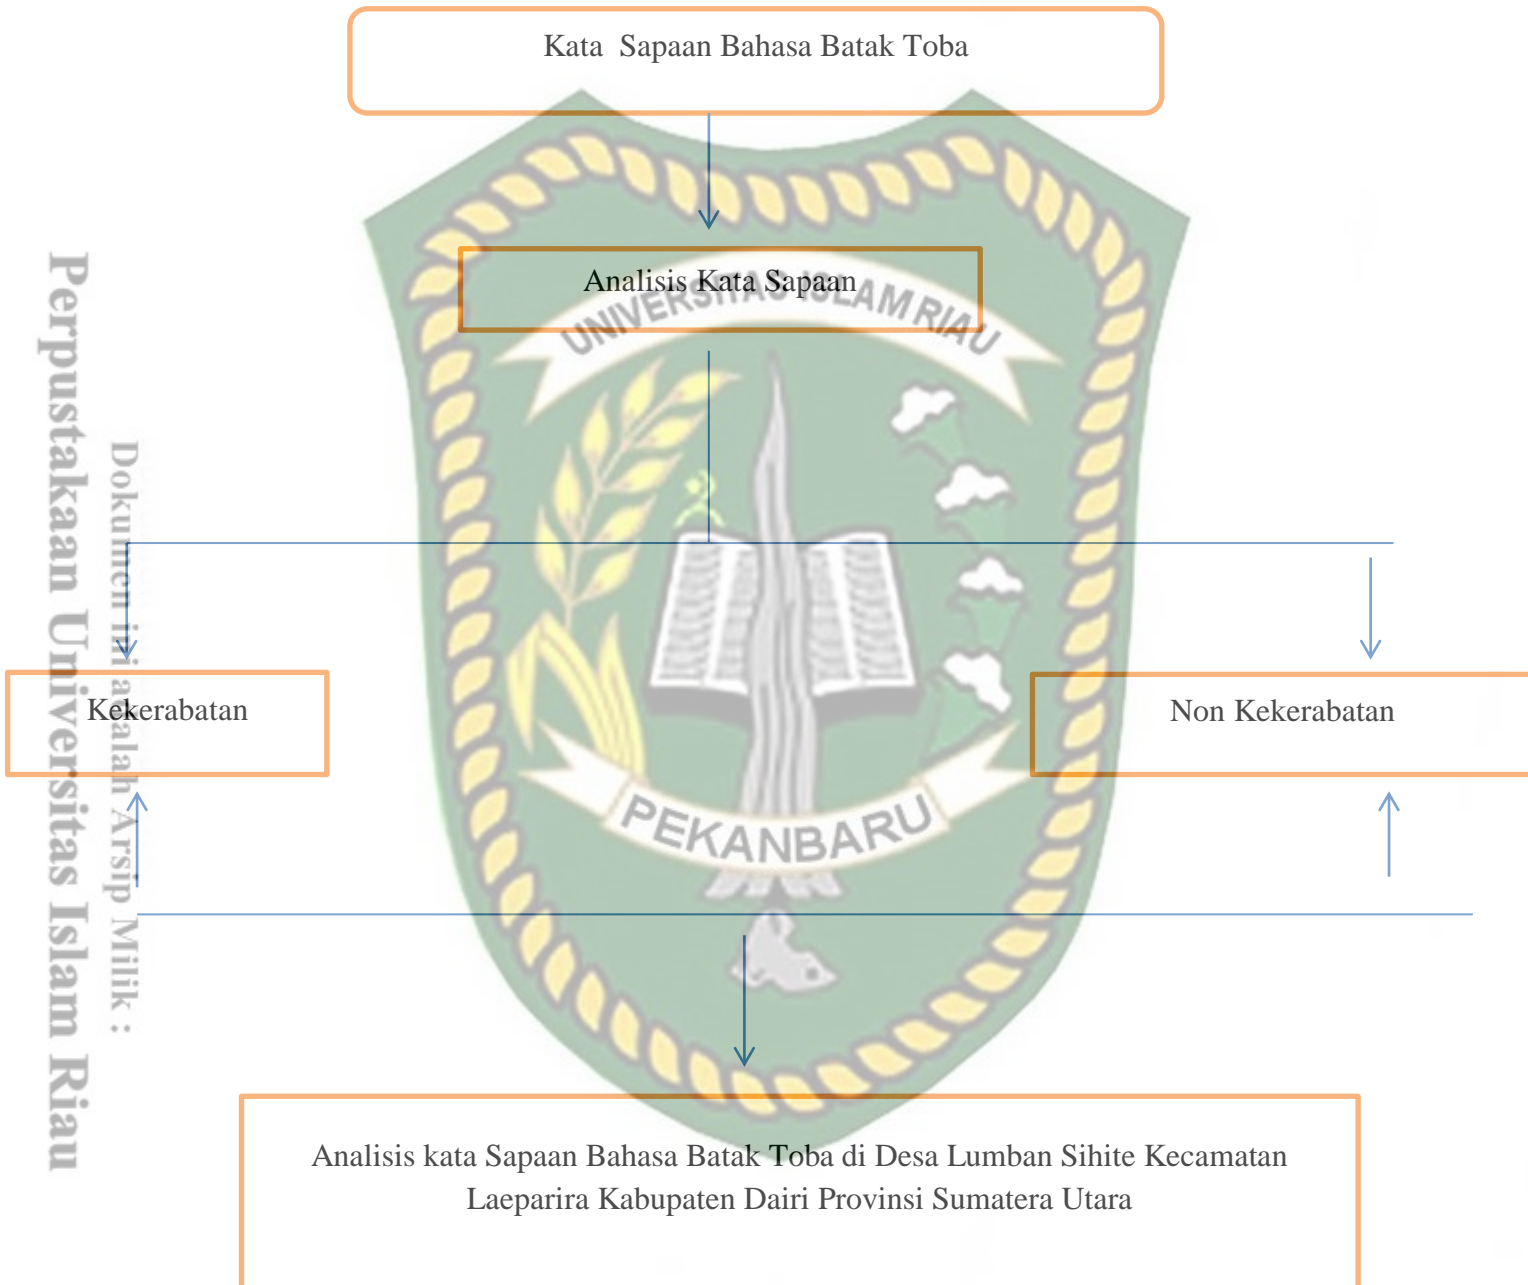 Kata Sapaan Bahasa Batak Toba
Analisis Kata Sapaan
UNIVERSITAS ISLAM RIAU
Kekerabatan
Non Kekerabatan
PEKANBARU
Analisis kata Sapaan Bahasa Batak Toba di Desa Lumban Sihite Kecamatan
Laeparira Kabupaten Dairi Provinsi Sumatera Utara
Dokumen ini adalah Arsip Milik :
Perpustakaan Universitas Islam Riau